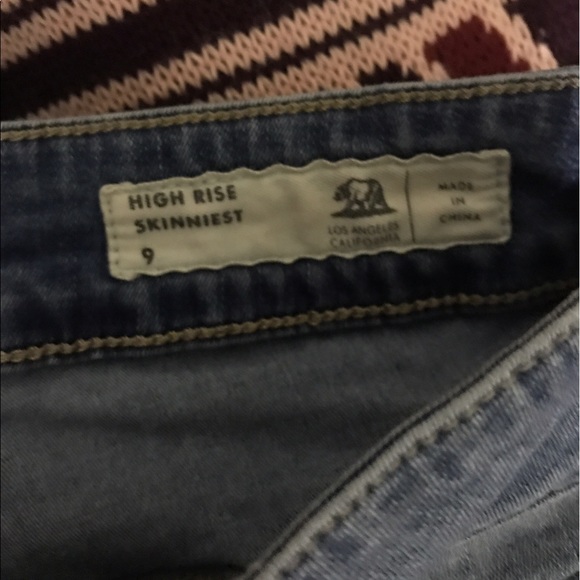 HIGH RISE
SKINNIEST
9
LOS ANGELES
CALIFORNIA
MADE
IN
CHINA